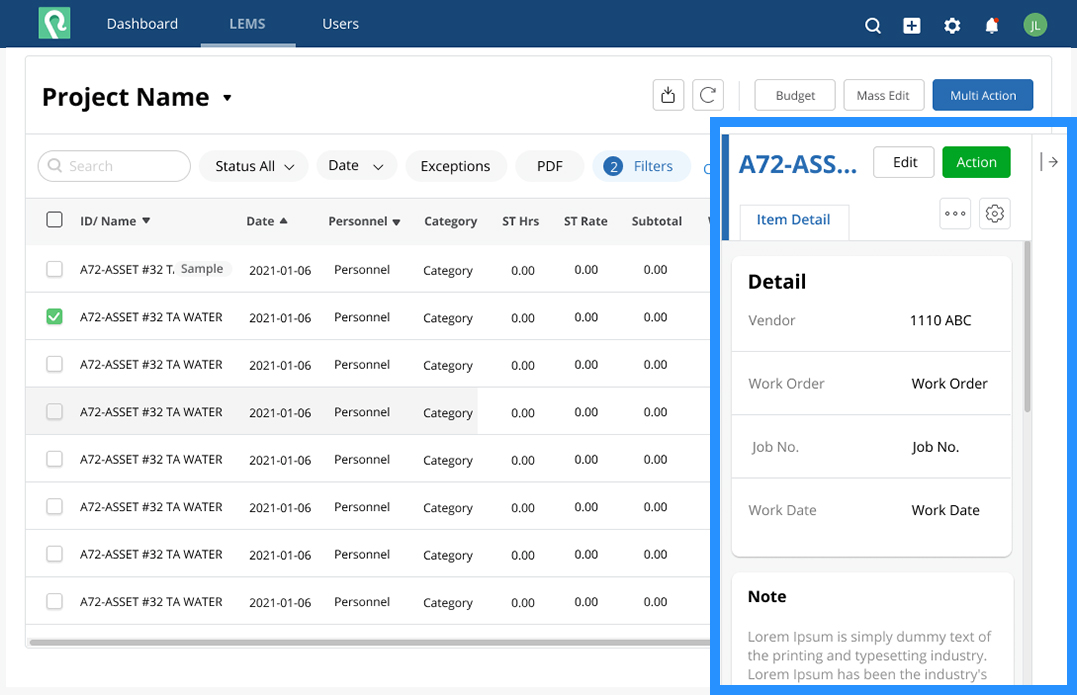 Dashboard LEMS Users JL
Project Name Budget Mass Edit Multi Action
Search Status All Date Exceptions PDF 2 Filters
ID/ Name Date Personnel Category ST Hrs ST Rate Subtotal
A72-ASSET #32 T. Sample 2021-01-06 Personnel Category 0.00 0.00 0.00
A72-ASSET #32 TA WATER 2021-01-06 Personnel Category 0.00 0.00 0.00
A72-ASSET #32 TA WATER 2021-01-06 Personnel Category 0.00 0.00 0.00
A72-ASSET #32 TA WATER 2021-01-06 Personnel Category 0.00 0.00 0.00
A72-ASSET #32 TA WATER 2021-01-06 Personnel Category 0.00 0.00 0.00
A72-ASSET #32 TA WATER 2021-01-06 Personnel Category 0.00 0.00 0.00
A72-ASSET #32 TA WATER 2021-01-06 Personnel Category 0.00 0.00 0.00
A72-ASSET #32 TA WATER 2021-01-06 Personnel Category 0.00 0.00 0.00
A72-ASS... Edit Action
Item Detail
Detail
Vendor 1110 ABC
Work Order Work Order
Job No. Job No.
Work Date Work Date
Note
Lorem Ipsum is simply dummy text of
the printing and typesetting industry.
Lorem Ipsum has been the industry's